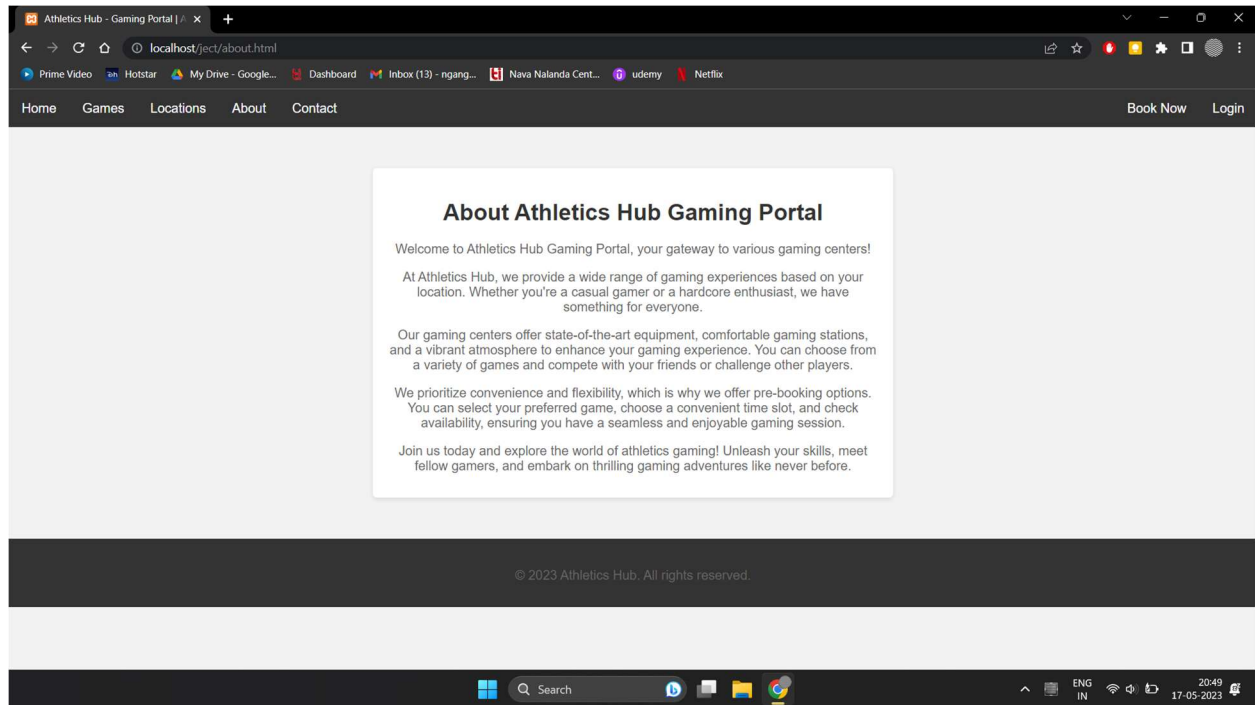 Athletics Hub - Gaming Portal | A
localhost/ject/about.html
Prime Video Hotstar My Drive - Google... Dashboard Inbox (13) - ngang... Nava Nalanda Cent... udemy Netflix
Home Games Locations About Contact Book Now Login
About Athletics Hub Gaming Portal
Welcome to Athletics Hub Gaming Portal, your gateway to various gaming centers!
At Athletics Hub, we provide a wide range of gaming experiences based on your
location. Whether you're a casual gamer or a hardcore enthusiast, we have
something for everyone.
Our gaming centers offer state-of-the-art equipment, comfortable gaming stations,
and a vibrant atmosphere to enhance your gaming experience. You can choose from
a variety of games and compete with your friends or challenge other players.
We prioritize convenience and flexibility, which is why we offer pre-booking options.
You can select your preferred game, choose a convenient time slot, and check
availability, ensuring you have a seamless and enjoyable gaming session.
Join us today and explore the world of athletics gaming! Unleash your skills, meet
fellow gamers, and embark on thrilling gaming adventures like never before.
© 2023 Athletics Hub. All rights reserved.
Search
ENG
IN
20:49
17-05-2023